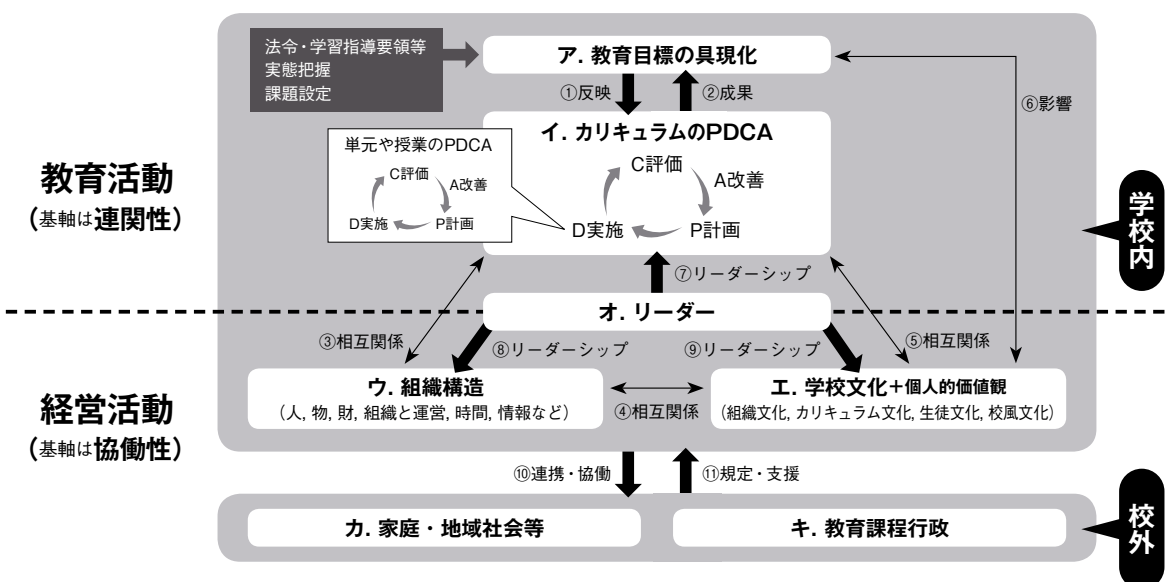 法令・学習指導要領等
実態把握
課題設定
ア. 教育目標の具現化
①反映
②成果
⑥影響
イ. カリキュラムのPDCA
単元や授業のPDCA
C評価
A改善
D実施
P計画
C評価
A改善
D実施
P計画
教育活動
(基軸は連関性)
学校内
⑦リーダーシップ
オ. リーダー
③相互関係
⑧リーダーシップ
⑨リーダーシップ
⑤相互関係
経営活動
(基軸は協働性)
ウ. 組織構造
(人, 物, 財, 組織と運営, 時間, 情報など)
④相互関係
エ. 学校文化+個人的価値観
(組織文化, カリキュラム文化, 生徒文化, 校風文化)
⑩連携・協働
⑪規定・支援
カ. 家庭・地域社会等
キ. 教育課程行政
校外